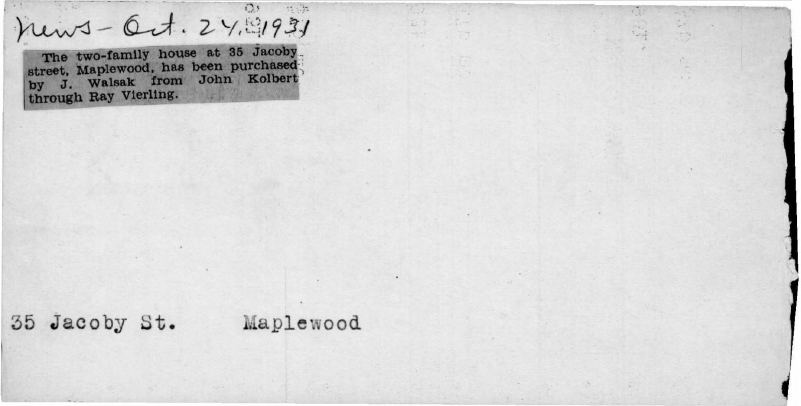 News - Oct. 24, 1931
The two-family house at 35 Jacoby
street, Maplewood, has been purchased
by J. Walsak from John Kolbert
through Ray Vierling.
35 Jacoby St. Maplewood